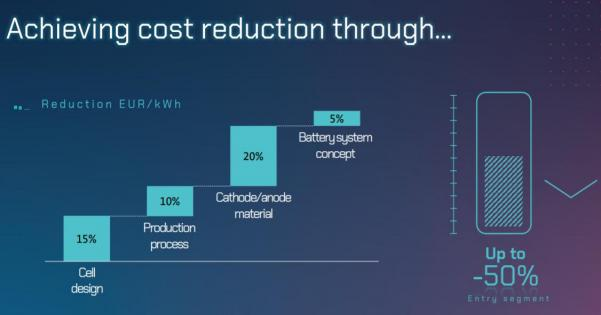 Achieving cost reduction through...
Reduction EUR/kWh
5%
Battery system
concept
20%
Cathode/anode
material
10%
Production
process
15%
Cell
design
Up to
-50%
Entry segment